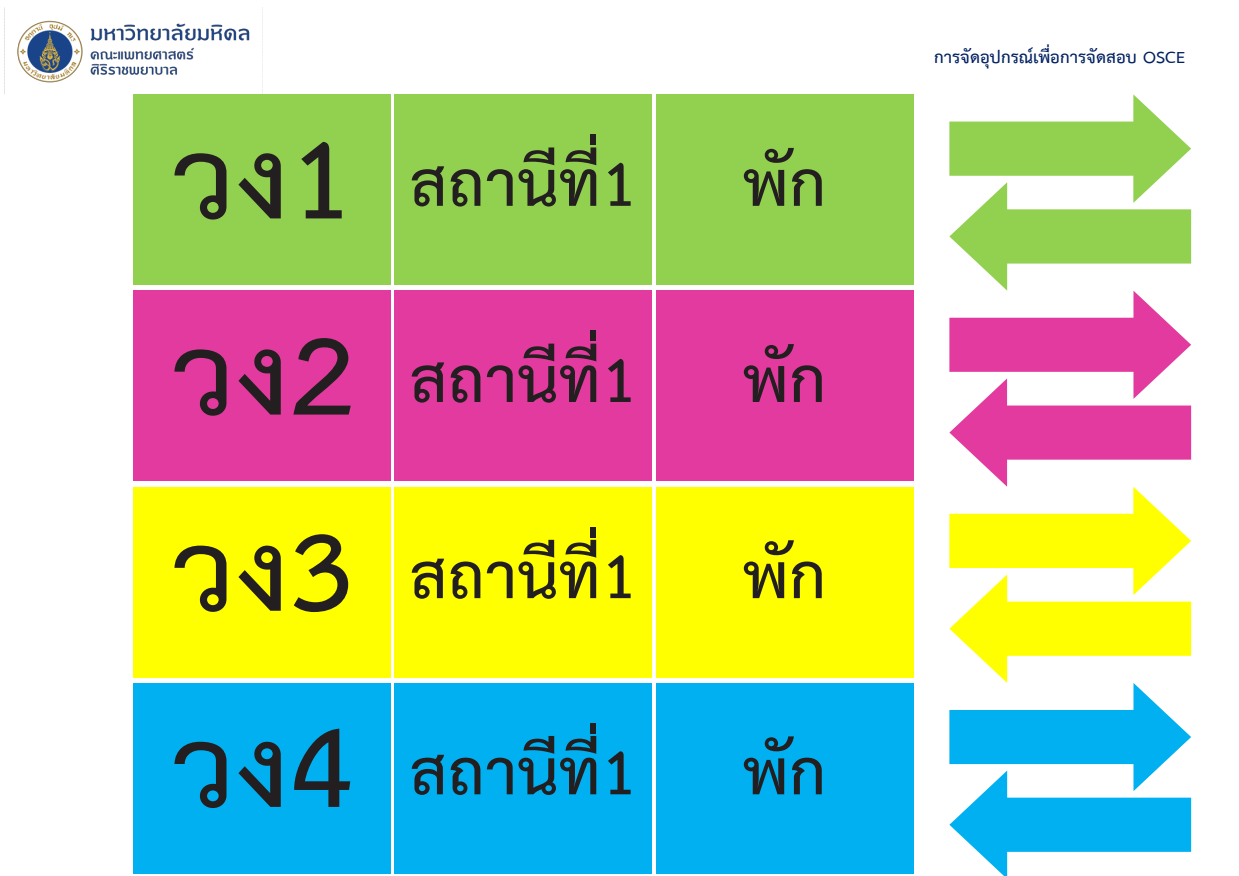 มหาวิทยาลัยมหิดล
คณะแพทยศาสตร์
ศิริราชพยาบาล
การจัดอุปกรณ์เพื่อการจัดสอบ OSCE
วง1 สถานีที่1 พัก
วง2 สถานีที่1 พัก
วง3 สถานีที่1 พัก
วง4 สถานีที่1 พัก